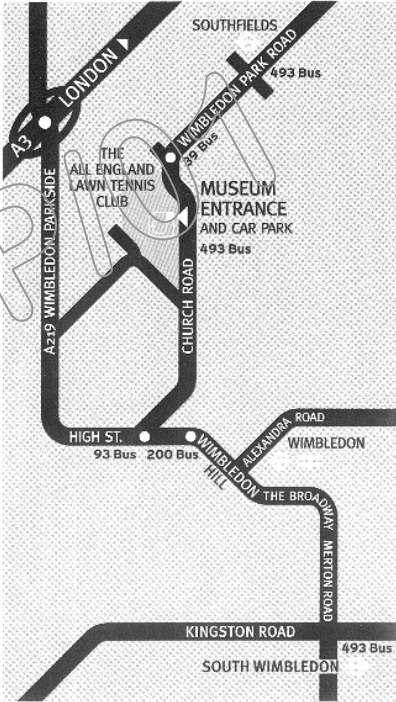 SOUTHFIELDS
LONDON
WIMBLEDON PARK ROAD
493 Bus
A3
39 Bus
THE
ALL ENGLAND
LAWN TENNIS
CLUB
MUSEUM
ENTRANCE
AND CAR PARK
493 Bus
A219 WIMBLEDON PARKSIDE
CHURCH ROAD
HIGH ST.
93 Bus
200 Bus
WIMBLEDON
HILL
ALEXANDRA ROAD
WIMBLEDON
THE BROADWAY
MERTON ROAD
KINGSTON ROAD
493 Bus
SOUTH WIMBLEDON